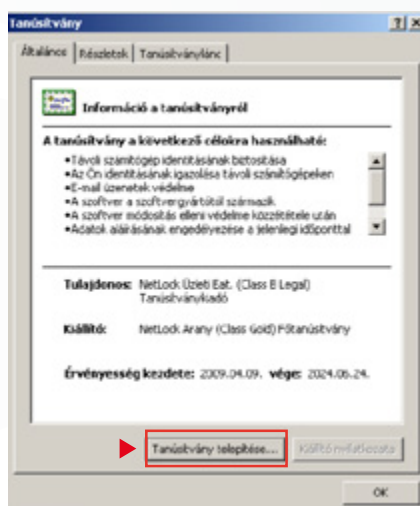 Tanúsítvány
Általános Részletek Tanúsítványlánc
Információ a tanúsítványról
A tanúsítvány a következő célokra használható:
•Távoli számítógép identitásának biztosítása
•Az Ön identitásának igazolása távoli számítógépeken
•E-mail üzenetek védelme
•A szoftver a szoftvergyártótól származik
•A szoftver módosítás elleni védelme közzététele után
•Adatok aláírásának engedélyezése a jelenlegi időponttal
Tulajdonos: NetLock Üzleti Eat. (Class B Legal)
Tanúsítványkiadó
Kiállító: NetLock Arany (Class Gold) Főtanúsítvány
Érvényesség kezdete: 2009.04.09. vége: 2024.06.24.
Tanúsítvány telepítése... Kiállító nyilatkozata
OK